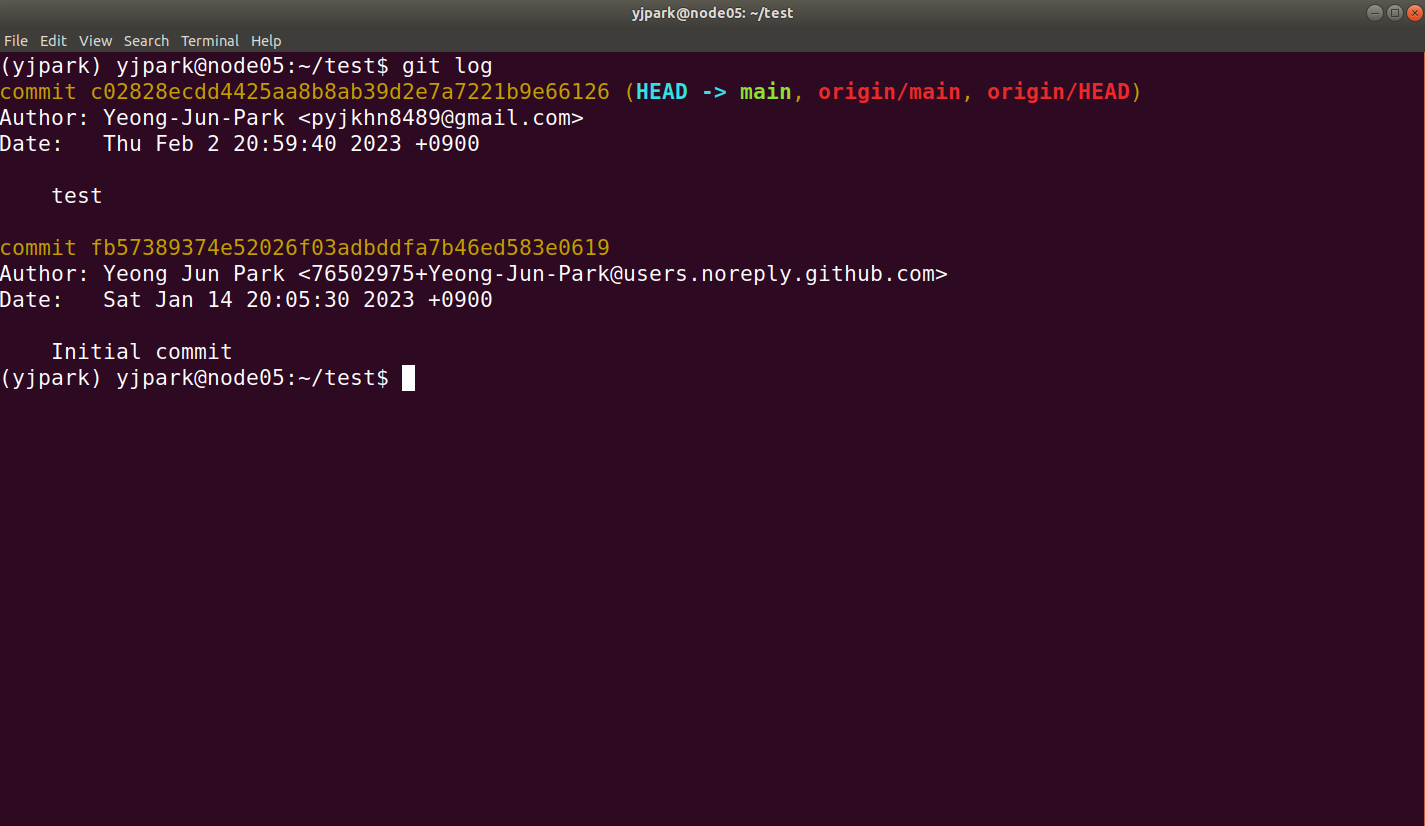 yjpark@node05: ~/test
File Edit View Search Terminal Help
(yjpark) yjpark@node05:~/test$ git log
commit c02828ecdd4425aa8b8ab39d2e7a7221b9e66126 (HEAD -> main, origin/main, origin/HEAD)
Author: Yeong-Jun-Park <pyjkhn8489@gmail.com>
Date:   Thu Feb 2 20:59:40 2023 +0900
    test
commit fb57389374e52026f03adbddfa7b46ed583e0619
Author: Yeong Jun Park <76502975+Yeong-Jun-Park@users.noreply.github.com>
Date:   Sat Jan 14 20:05:30 2023 +0900
    Initial commit
(yjpark) yjpark@node05:~/test$